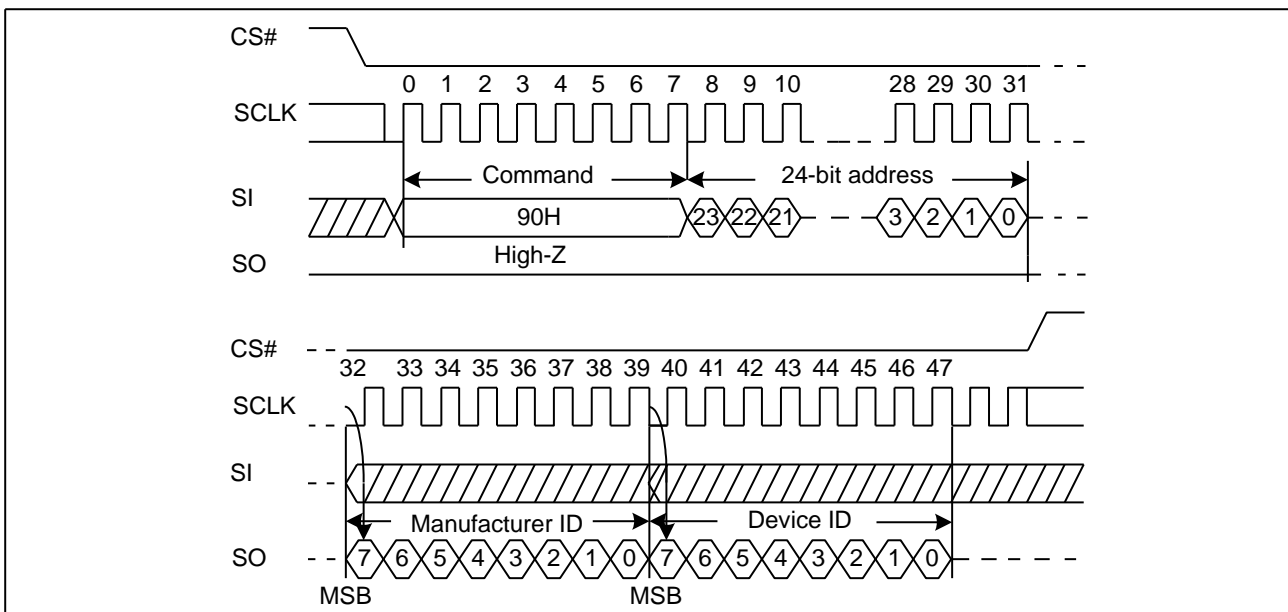 CS#
0 1 2 3 4 5 6 7 8 9 10 28 29 30 31
SCLK
Command 24-bit address
SI
90H 23 22 21 3 2 1 0
High-Z
SO
CS#
32 33 34 35 36 37 38 39 40 41 42 43 44 45 46 47
SCLK
SI
Manufacturer ID Device ID
SO 7 6 5 4 3 2 1 0 7 6 5 4 3 2 1 0
MSB MSB